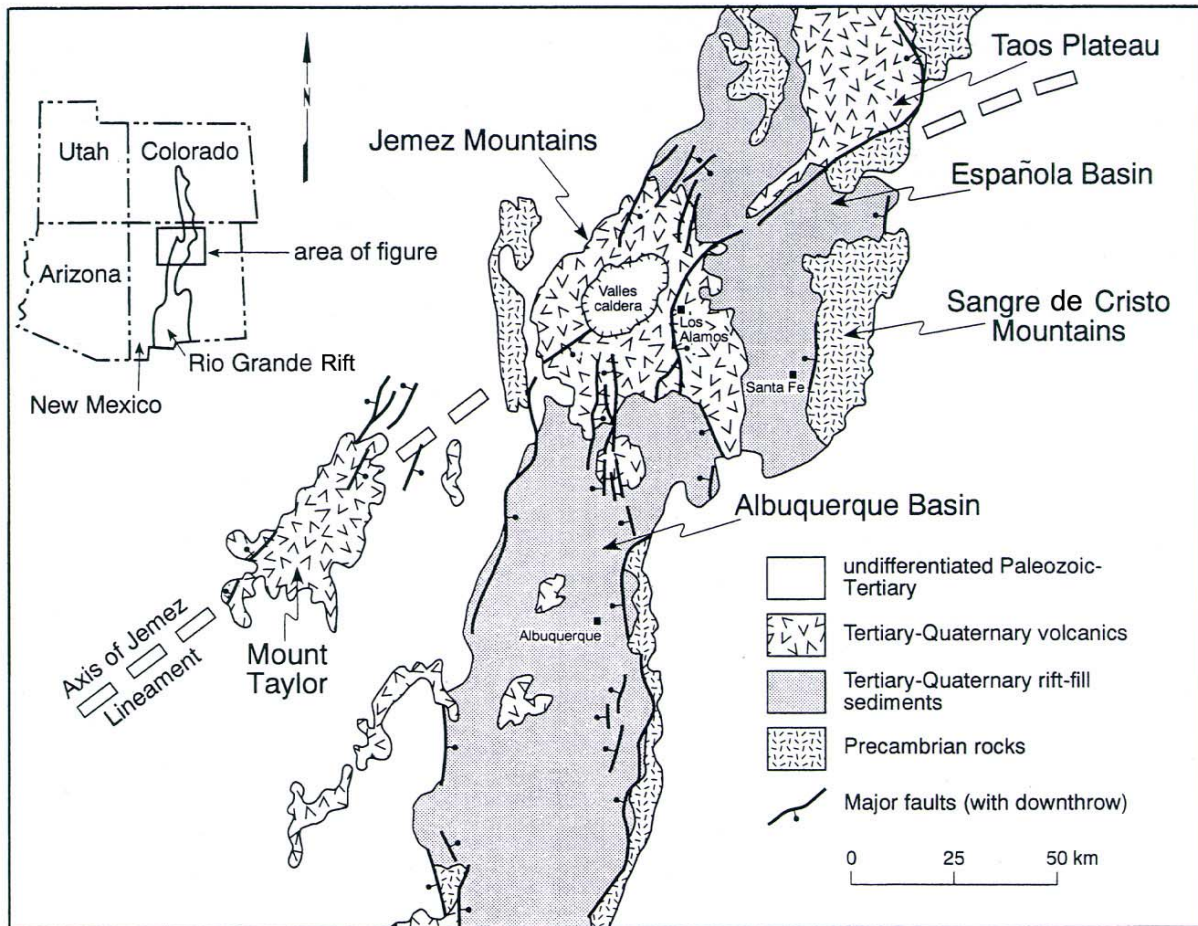 Taos Plateau
N
Jemez Mountains
Utah
Colorado
Española Basin
area of figure
Arizona
Valles
caldera
Los
Alamos
Sangre de Cristo
Mountains
Rio Grande Rift
Santa Fe
New Mexico
Albuquerque Basin
undifferentiated Paleozoic-
Tertiary
Albuquerque
Tertiary-Quaternary volcanics
Axis of Jemez
Lineament
Mount
Taylor
Tertiary-Quaternary rift-fill
sediments
Precambrian rocks
Major faults (with downthrow)
0 25 50 km